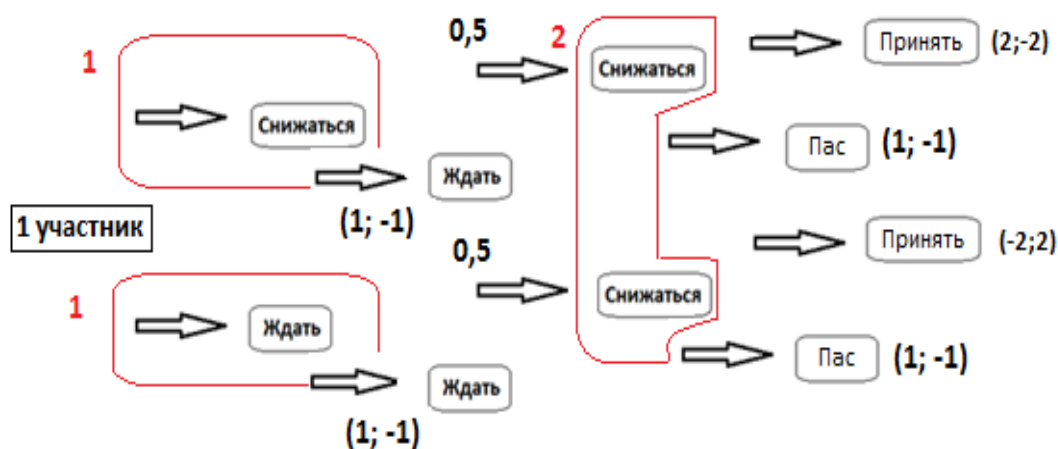 0,5
2
Принять
(2;-2)
1
Снижаться
Снижаться
Пас
(1; -1)
Ждать
1 участник
(1; -1)
0,5
Принять
(-2;2)
1
Ждать
Снижаться
Пас
(1; -1)
Ждать
(1; -1)